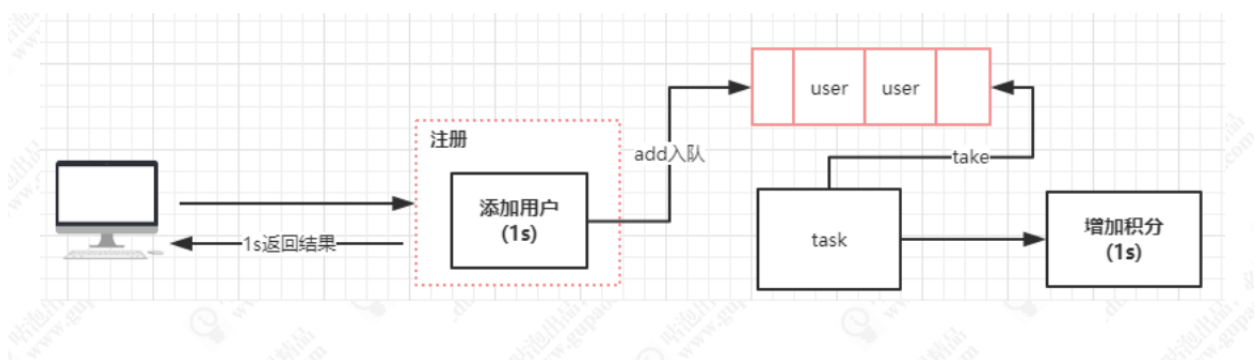 user
user
注册
add入队
take
添加用户
(1s)
1s返回结果
task
增加积分
(1s)